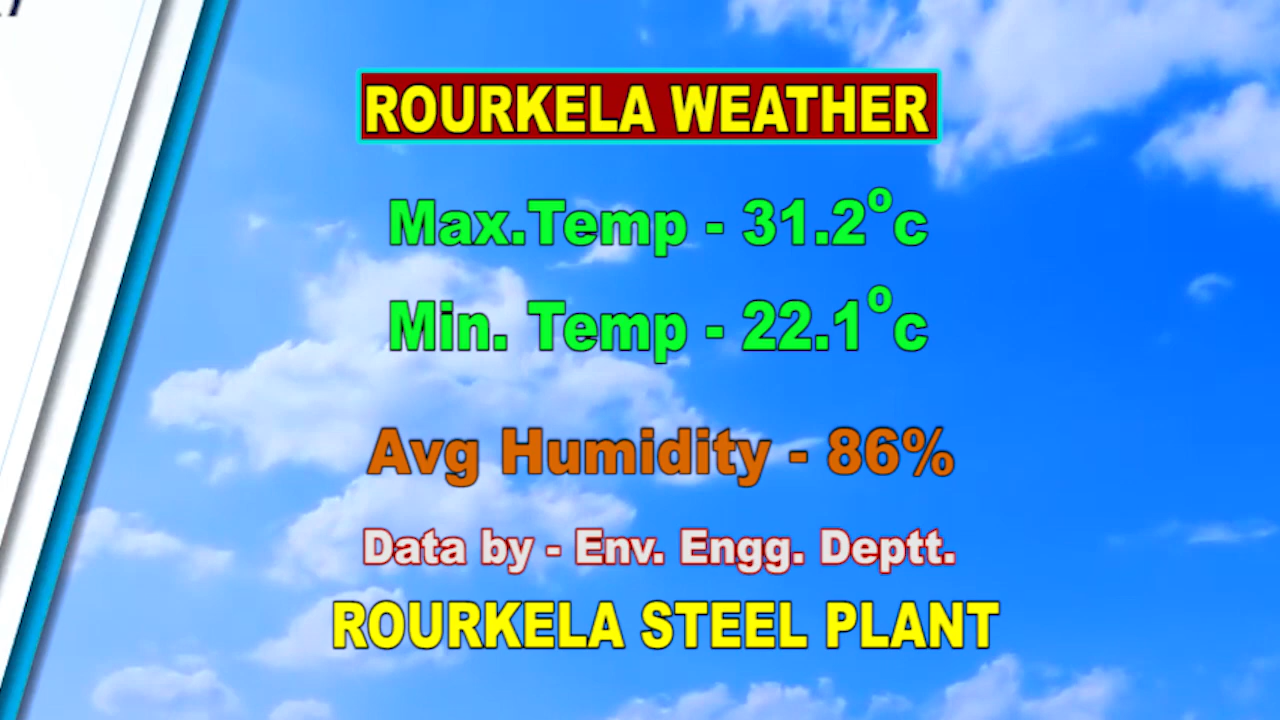 ROURKELA WEATHER
Max.Temp - 31.2°c
Min. Temp - 22.1°c
Avg Humidity - 86%
Data by - Env. Engg. Deptt.
ROURKELA STEEL PLANT